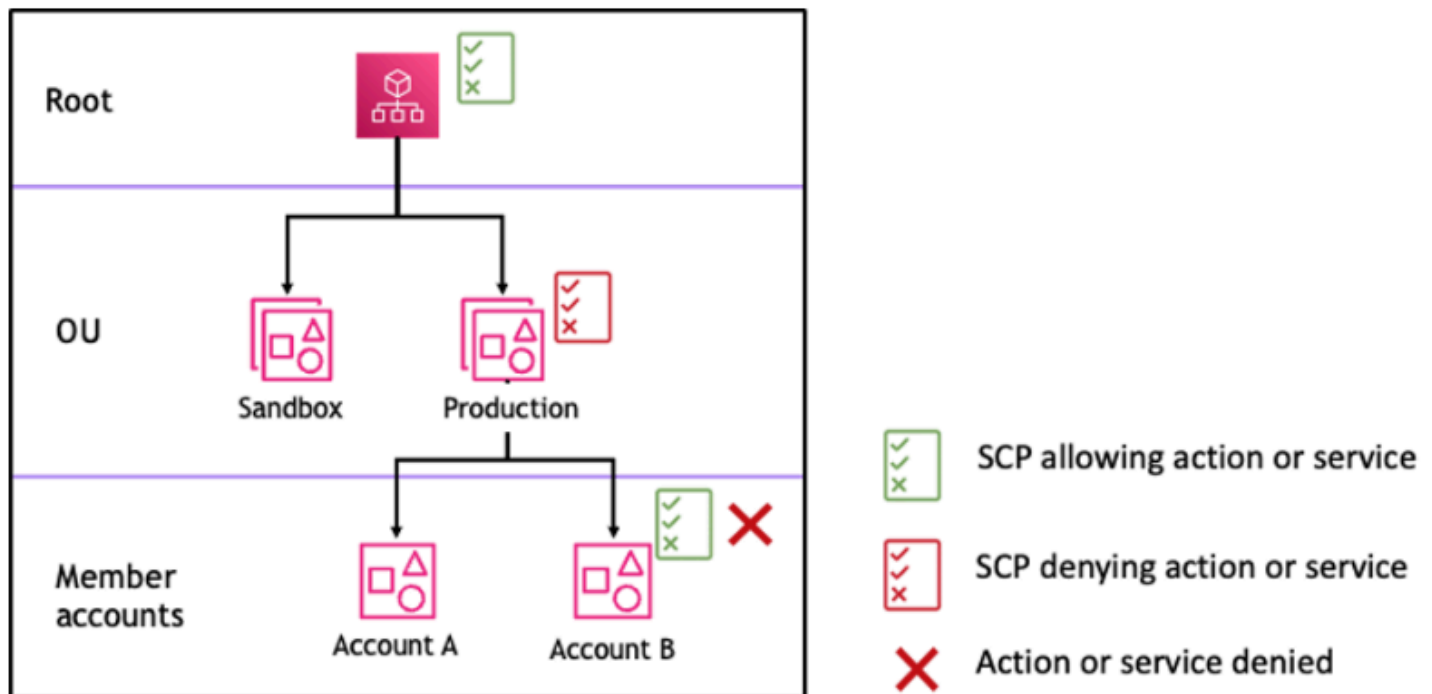 Root
OU
Sandbox
Production
Member
accounts
Account A
Account B
SCP allowing action or service
SCP denying action or service
Action or service denied